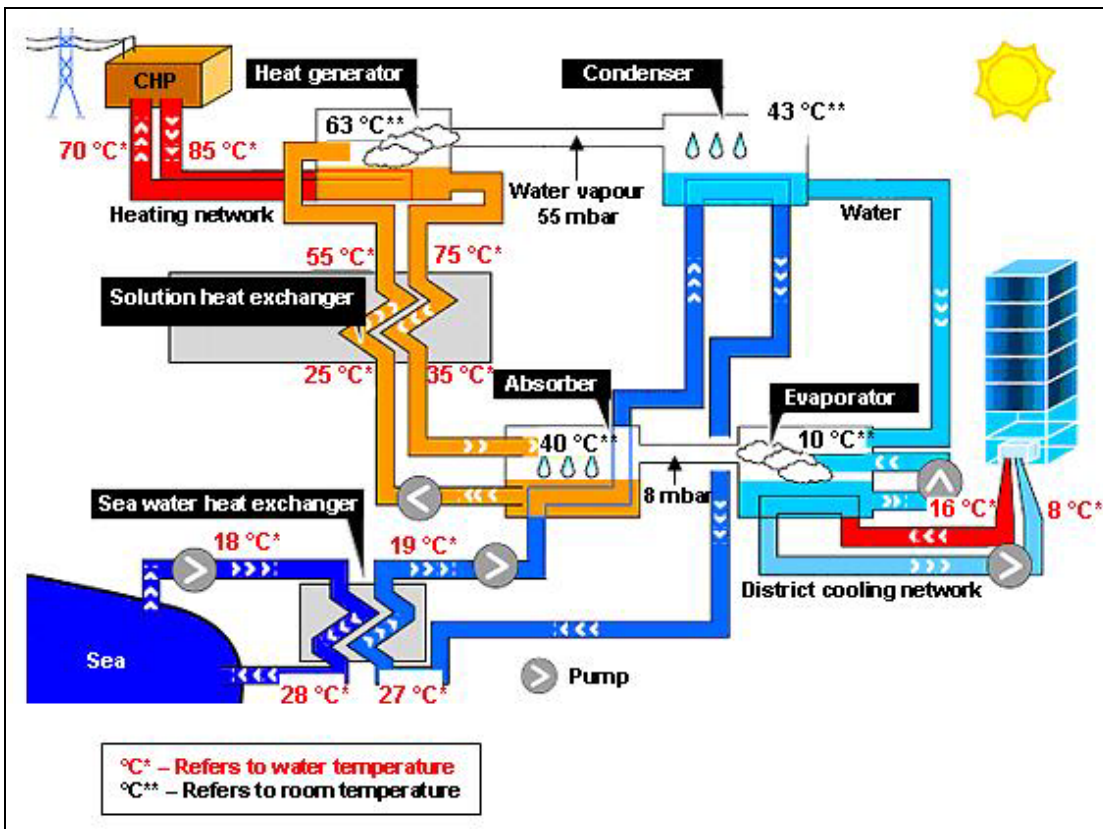 CHP
Heat generator
Condenser
63 °C**
43 °C**
70 °C*
85 °C*
Heating network
Water vapour
55 mbar
Water
55 °C*
75 °C*
Solution heat exchanger
25 °C*
35 °C*
Absorber
Evaporator
40 °C**
10 °C**
8 mbar
16 °C*
8 °C*
Sea water heat exchanger
18 °C*
19 °C*
District cooling network
Sea
28 °C*
27 °C*
Pump
°C* – Refers to water temperature
°C** – Refers to room temperature